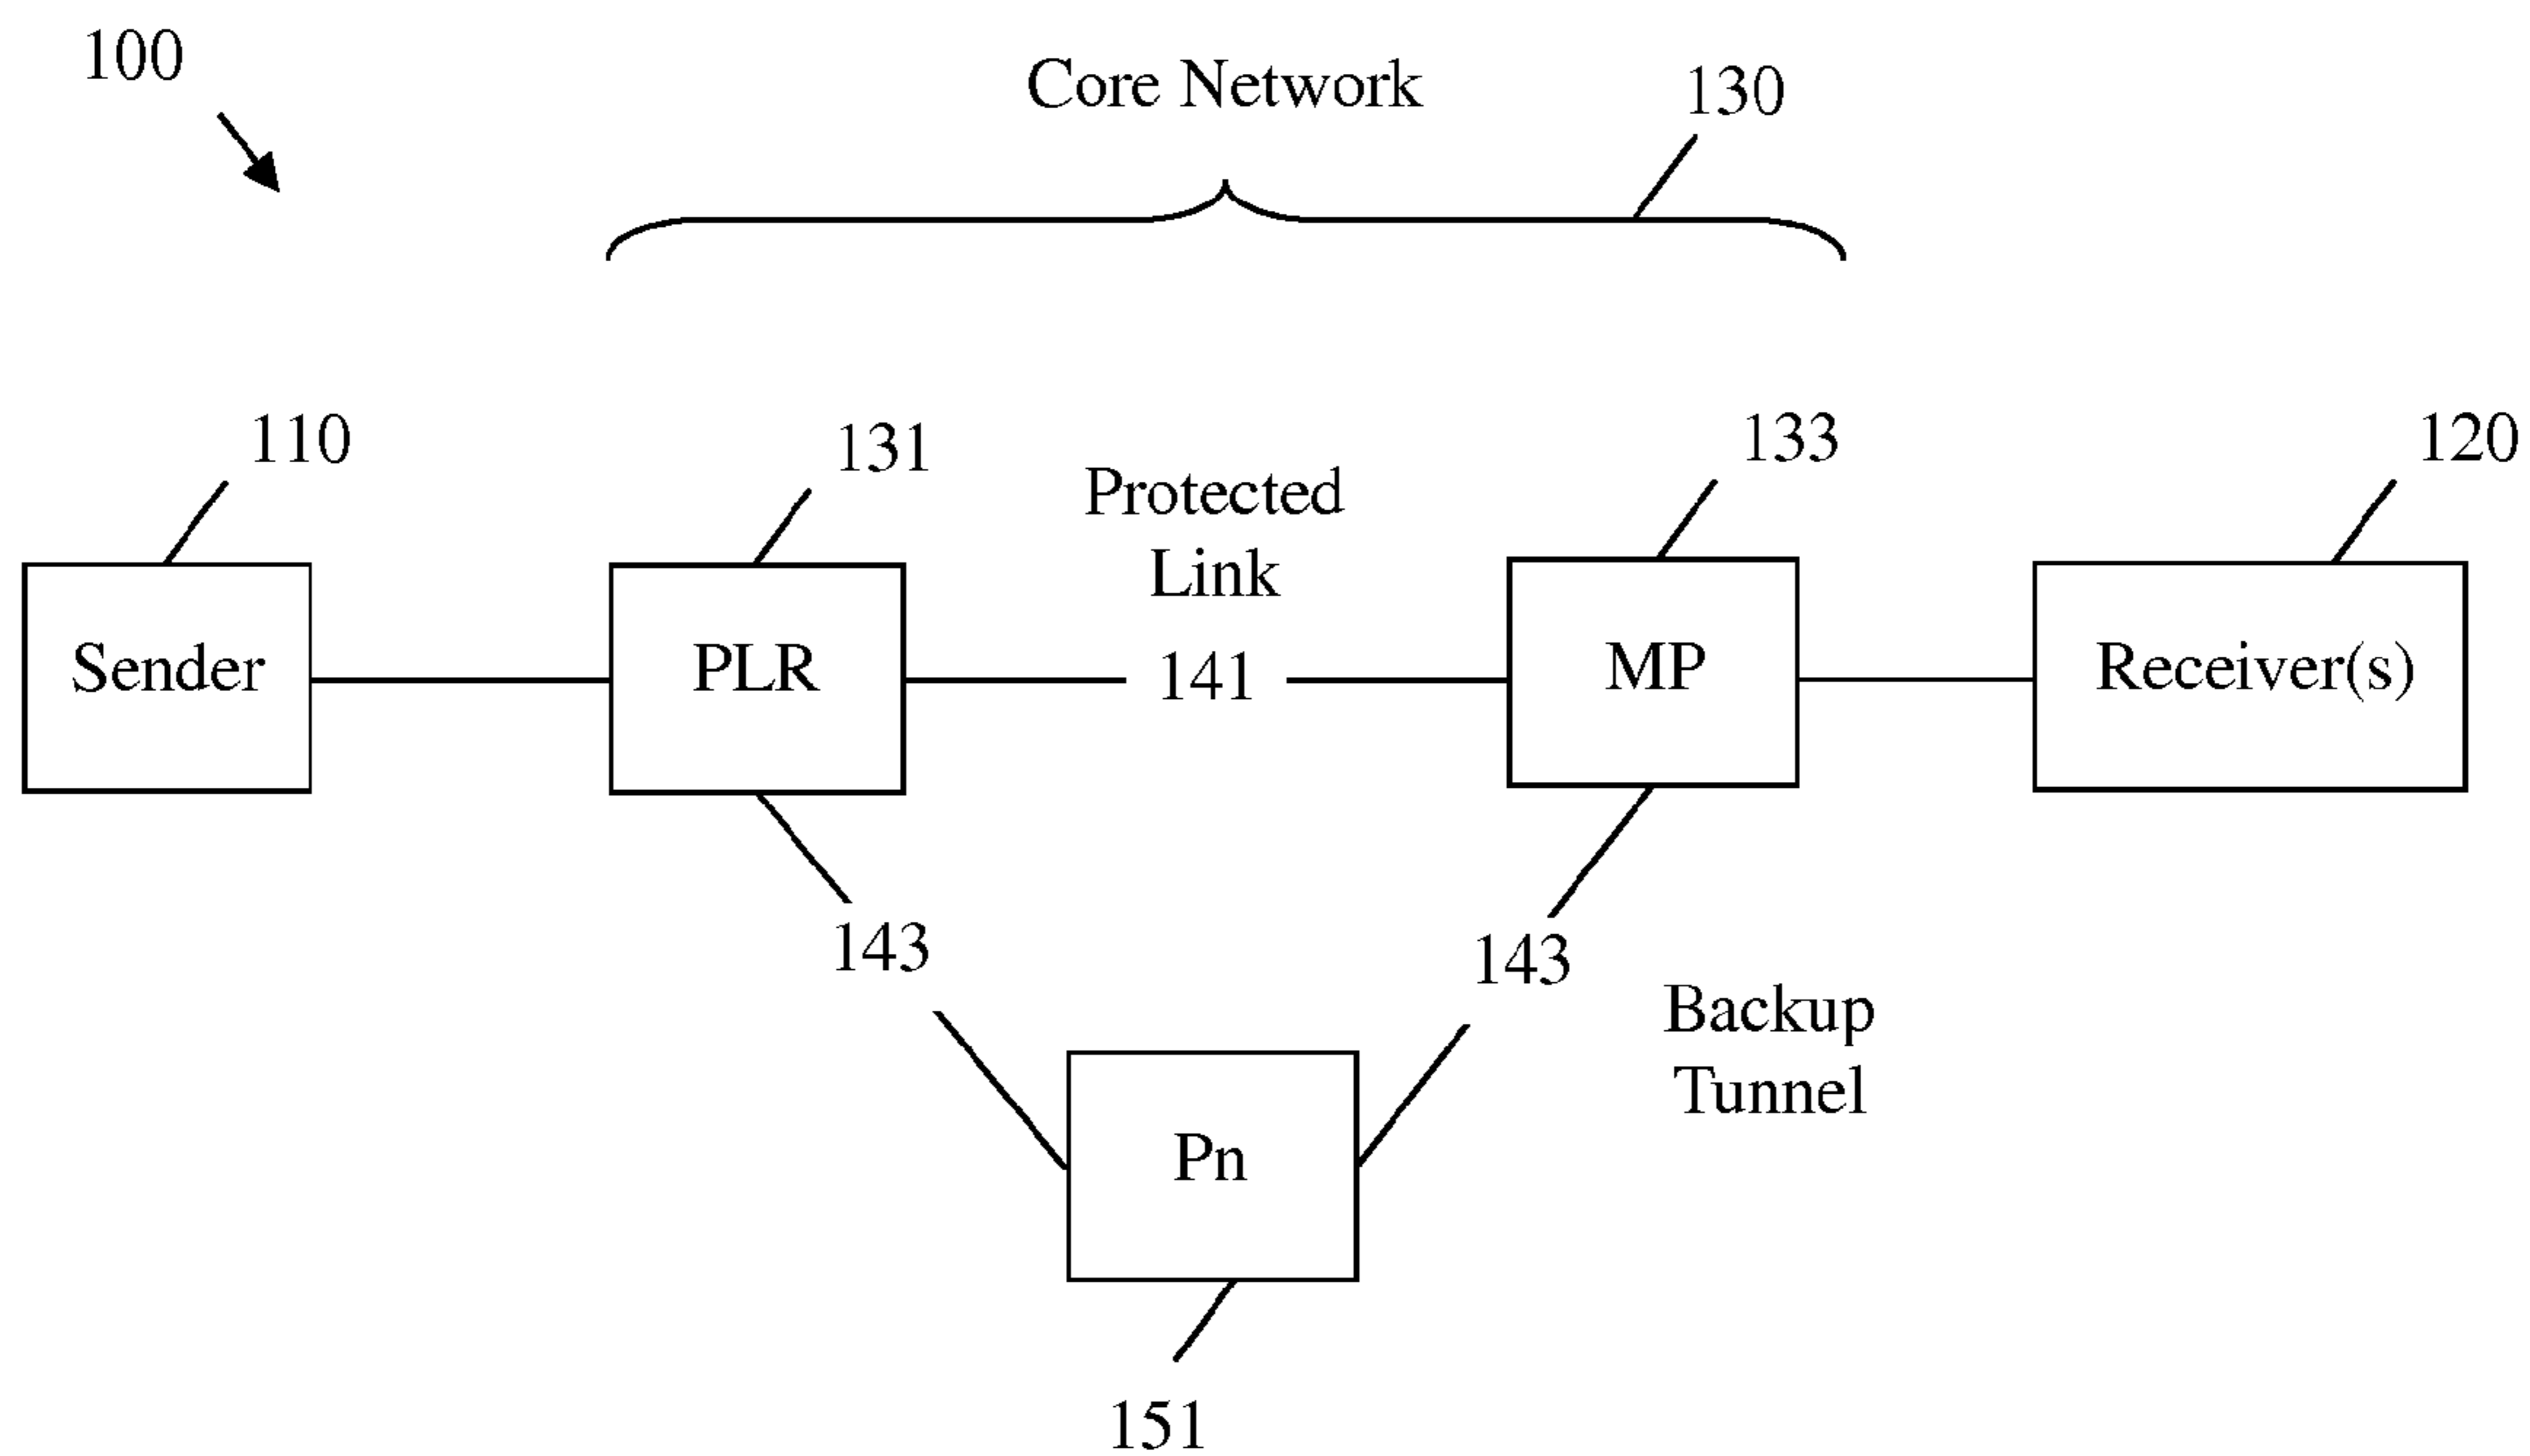 100
Core Network
130
110
131
Protected
Link
133
120
Sender
PLR
141
MP
Receiver(s)
143
143
Backup
Tunnel
Pn
151